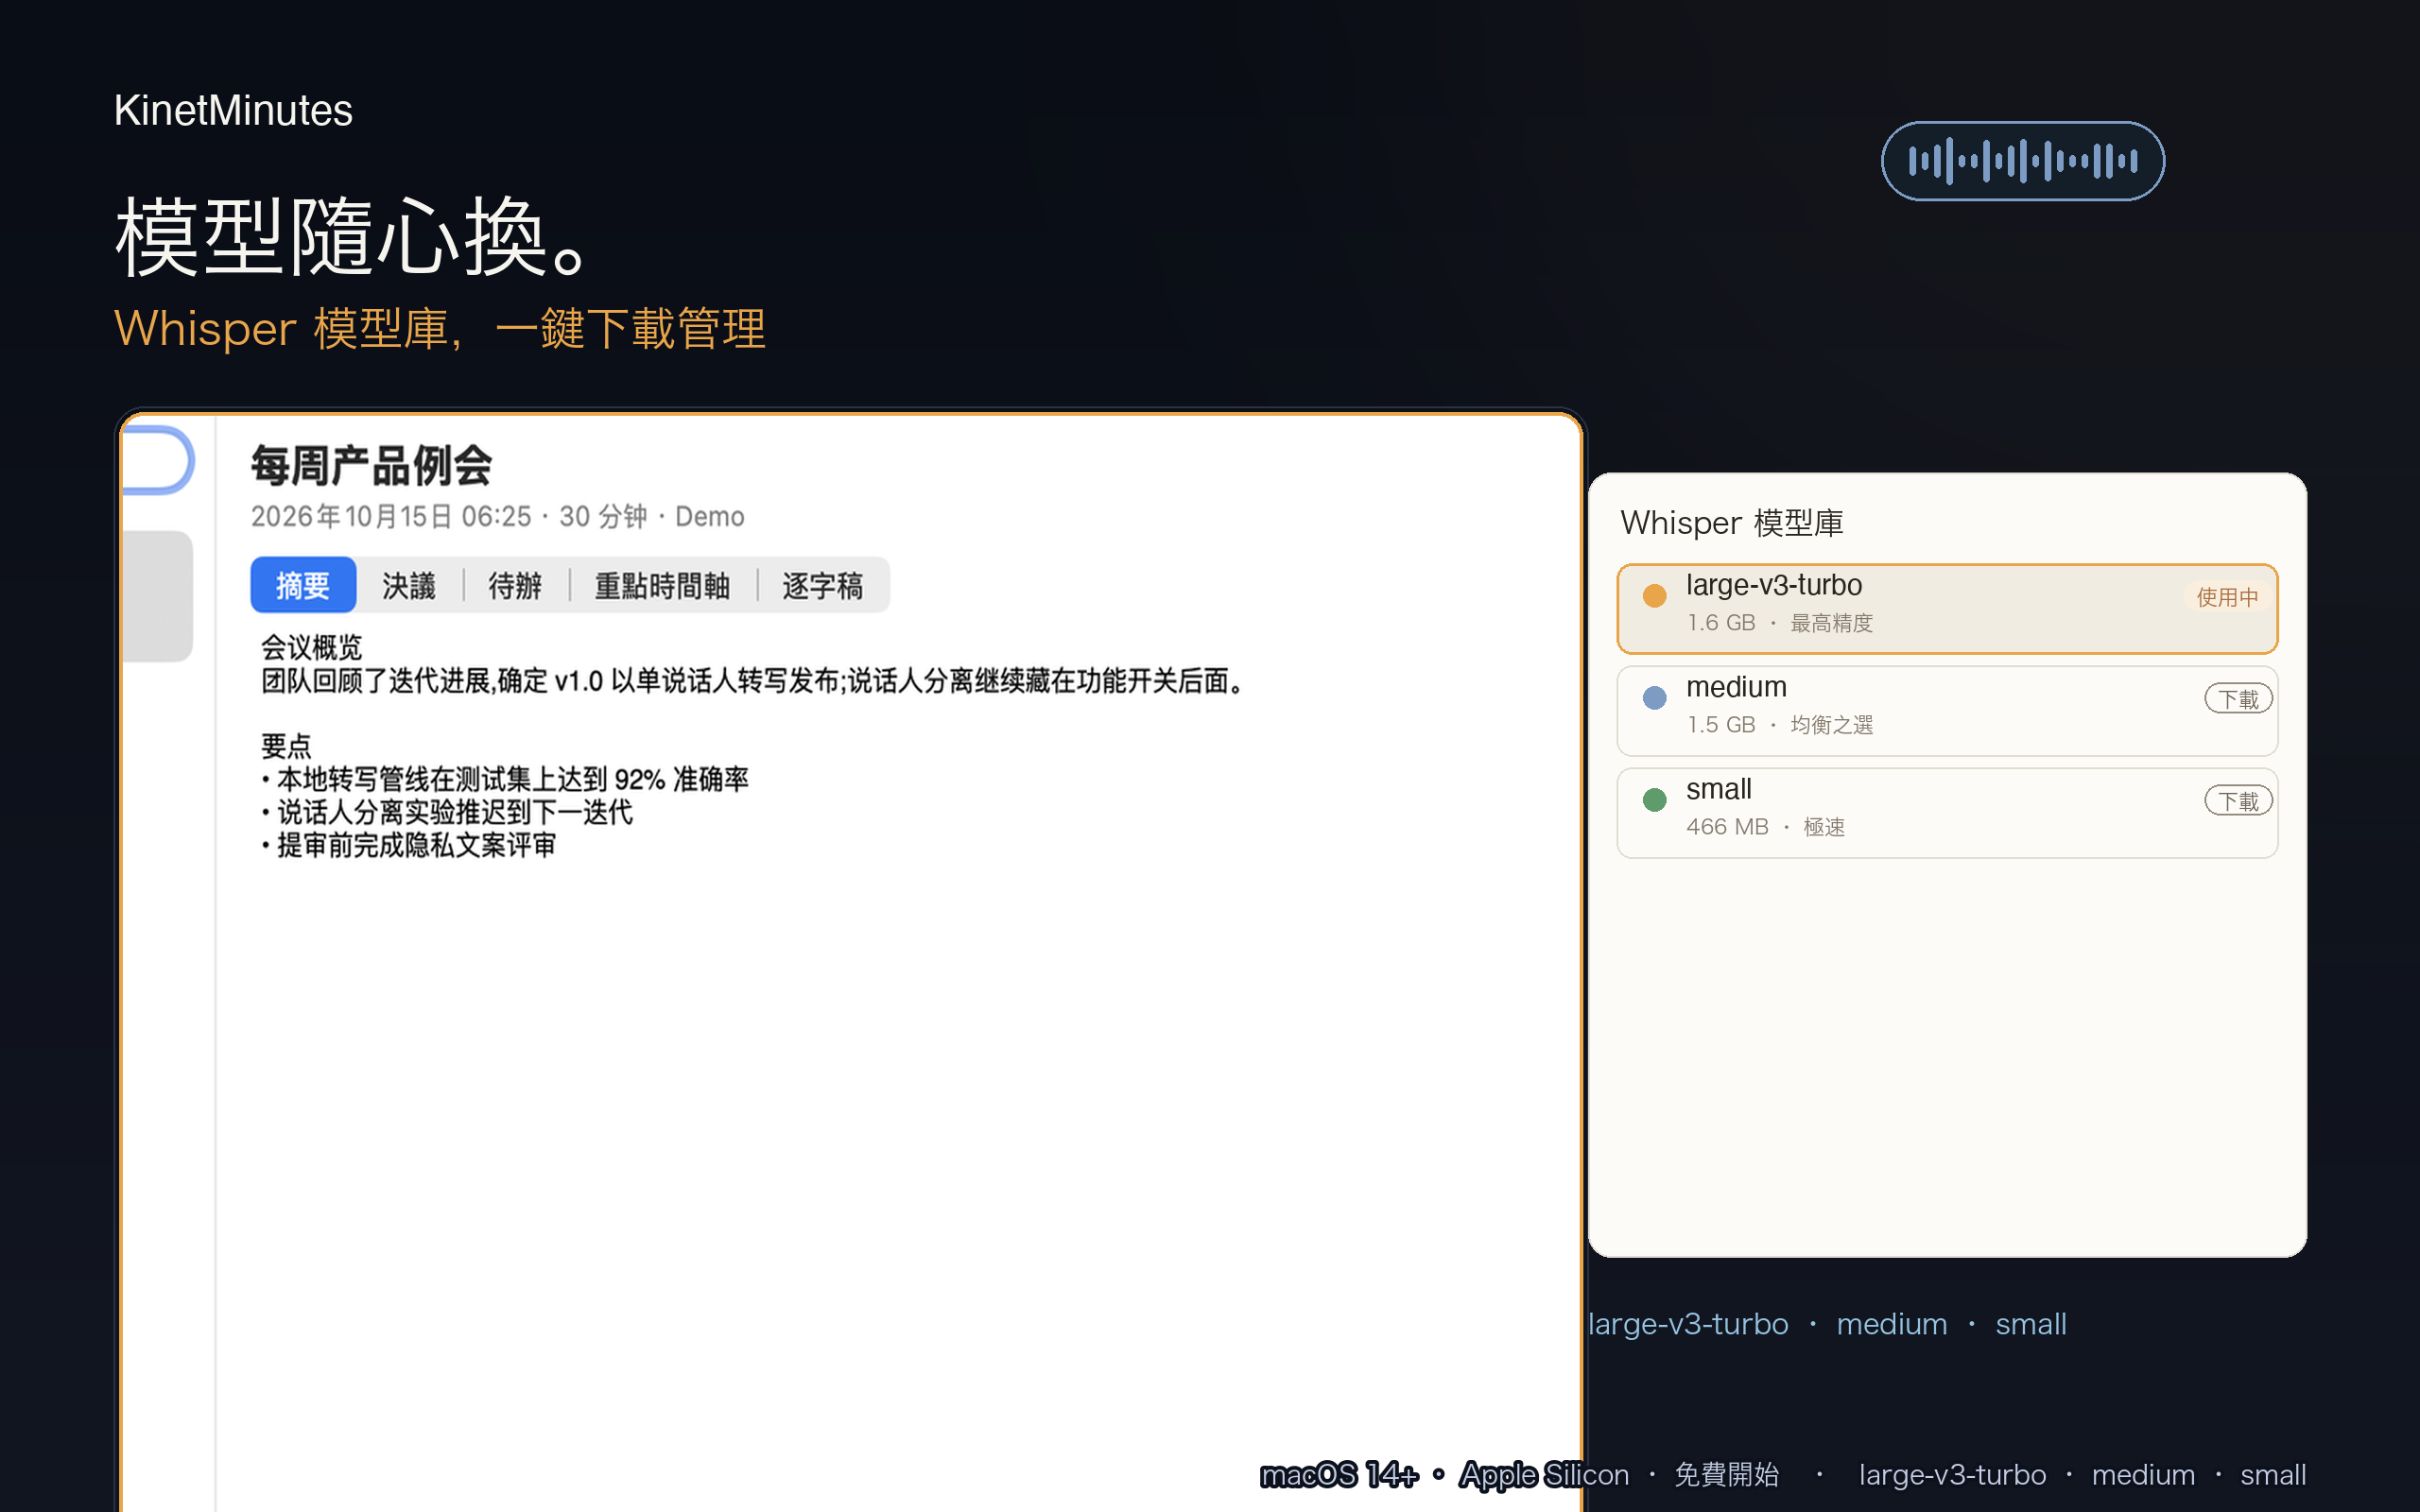 KinetMinutes
模型隨心換。
Whisper 模型庫，一鍵下載管理
每周产品例会
2026年10月15日 06:25 · 30 分钟 · Demo
摘要 決議 待辦 重點時間軸 逐字稿
会议概览
团队回顾了迭代进展,确定 v1.0 以单说话人转写发布;说话人分离继续藏在功能开关后面。
要点
• 本地转写管线在测试集上达到 92% 准确率
• 说话人分离实验推迟到下一迭代
• 提审前完成隐私文案评审
Whisper 模型庫
large-v3-turbo
使用中
1.6 GB · 最高精度
medium
下載
1.5 GB · 均衡之選
small
下載
466 MB · 極速
large-v3-turbo · medium · small
macOS 14+ · Apple Silicon · 免費開始 · large-v3-turbo · medium · small